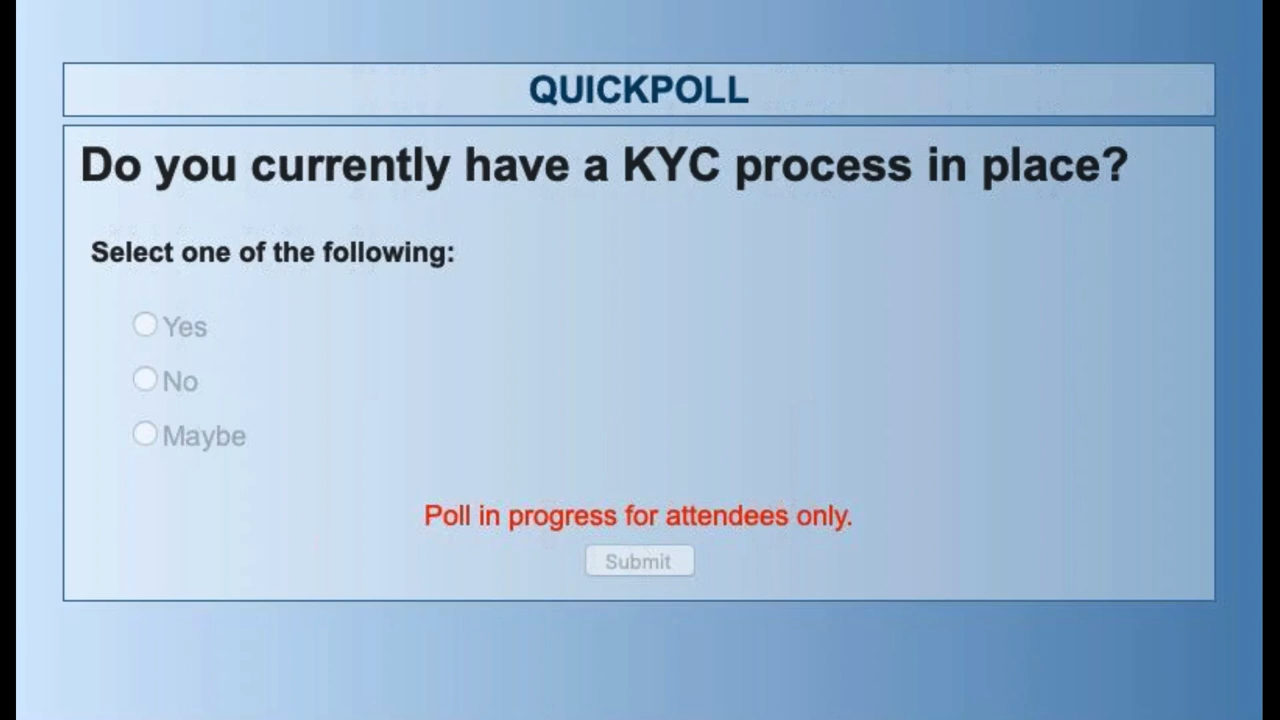 QUICKPOLL
Do you currently have a KYC process in place?
Select one of the following:
Yes
No
Maybe
Poll in progress for attendees only.
Submit